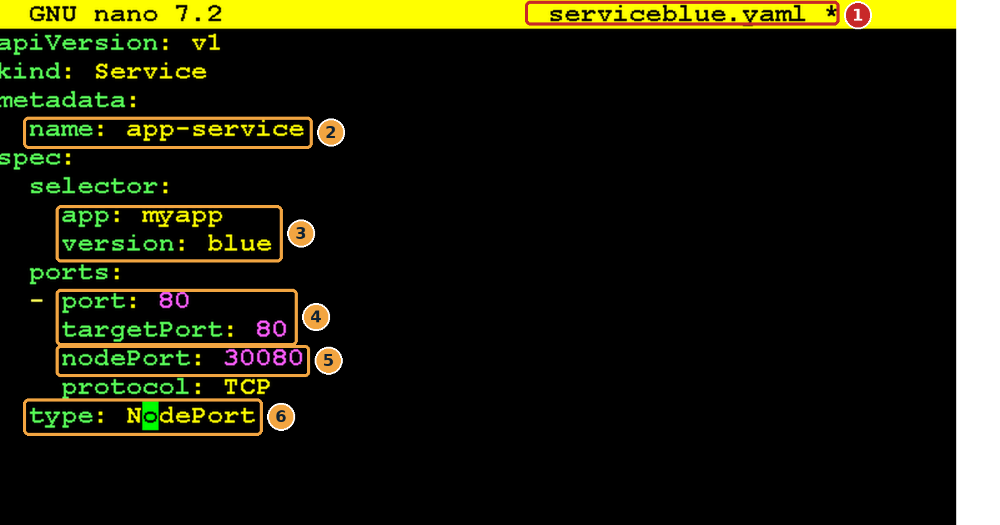 GNU nano 7.2 serviceblue.yaml * 1
apiVersion: v1
kind: Service
metadata:
  name: app-service 2
spec:
  selector:
    app: myapp
    version: blue 3
  ports:
  - port: 80
    targetPort: 80 4
    nodePort: 30080 5
    protocol: TCP
  type: NodePort 6